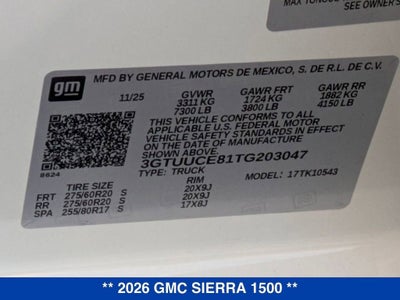 MAX TONGUE
SEE OWNER'S
gm
MFD BY GENERAL MOTORS DE MEXICO, S. DE R.L. DE C.V.
11/25 GVWR GAWR FRT GAWR RR
3311 KG 1724 KG 1882 KG
7300 LB 3800 LB 4150 LB
THIS VEHICLE CONFORMS TO ALL
APPLICABLE U.S. FEDERAL MOTOR
VEHICLE SAFETY STANDARDS IN EFFECT
ON THE DATE OF MANUFACTURE SHOWN ABOVE.
3GTUUCE81TG203047
8624
TYPE: TRUCK MODEL: 17TK10543
TIRE SIZE RIM
FRT 275/60R20 S 20X9J
RR 275/60R20 S 20X9J
SPA 255/80R17 S 17X8J
** 2026 GMC SIERRA 1500 **